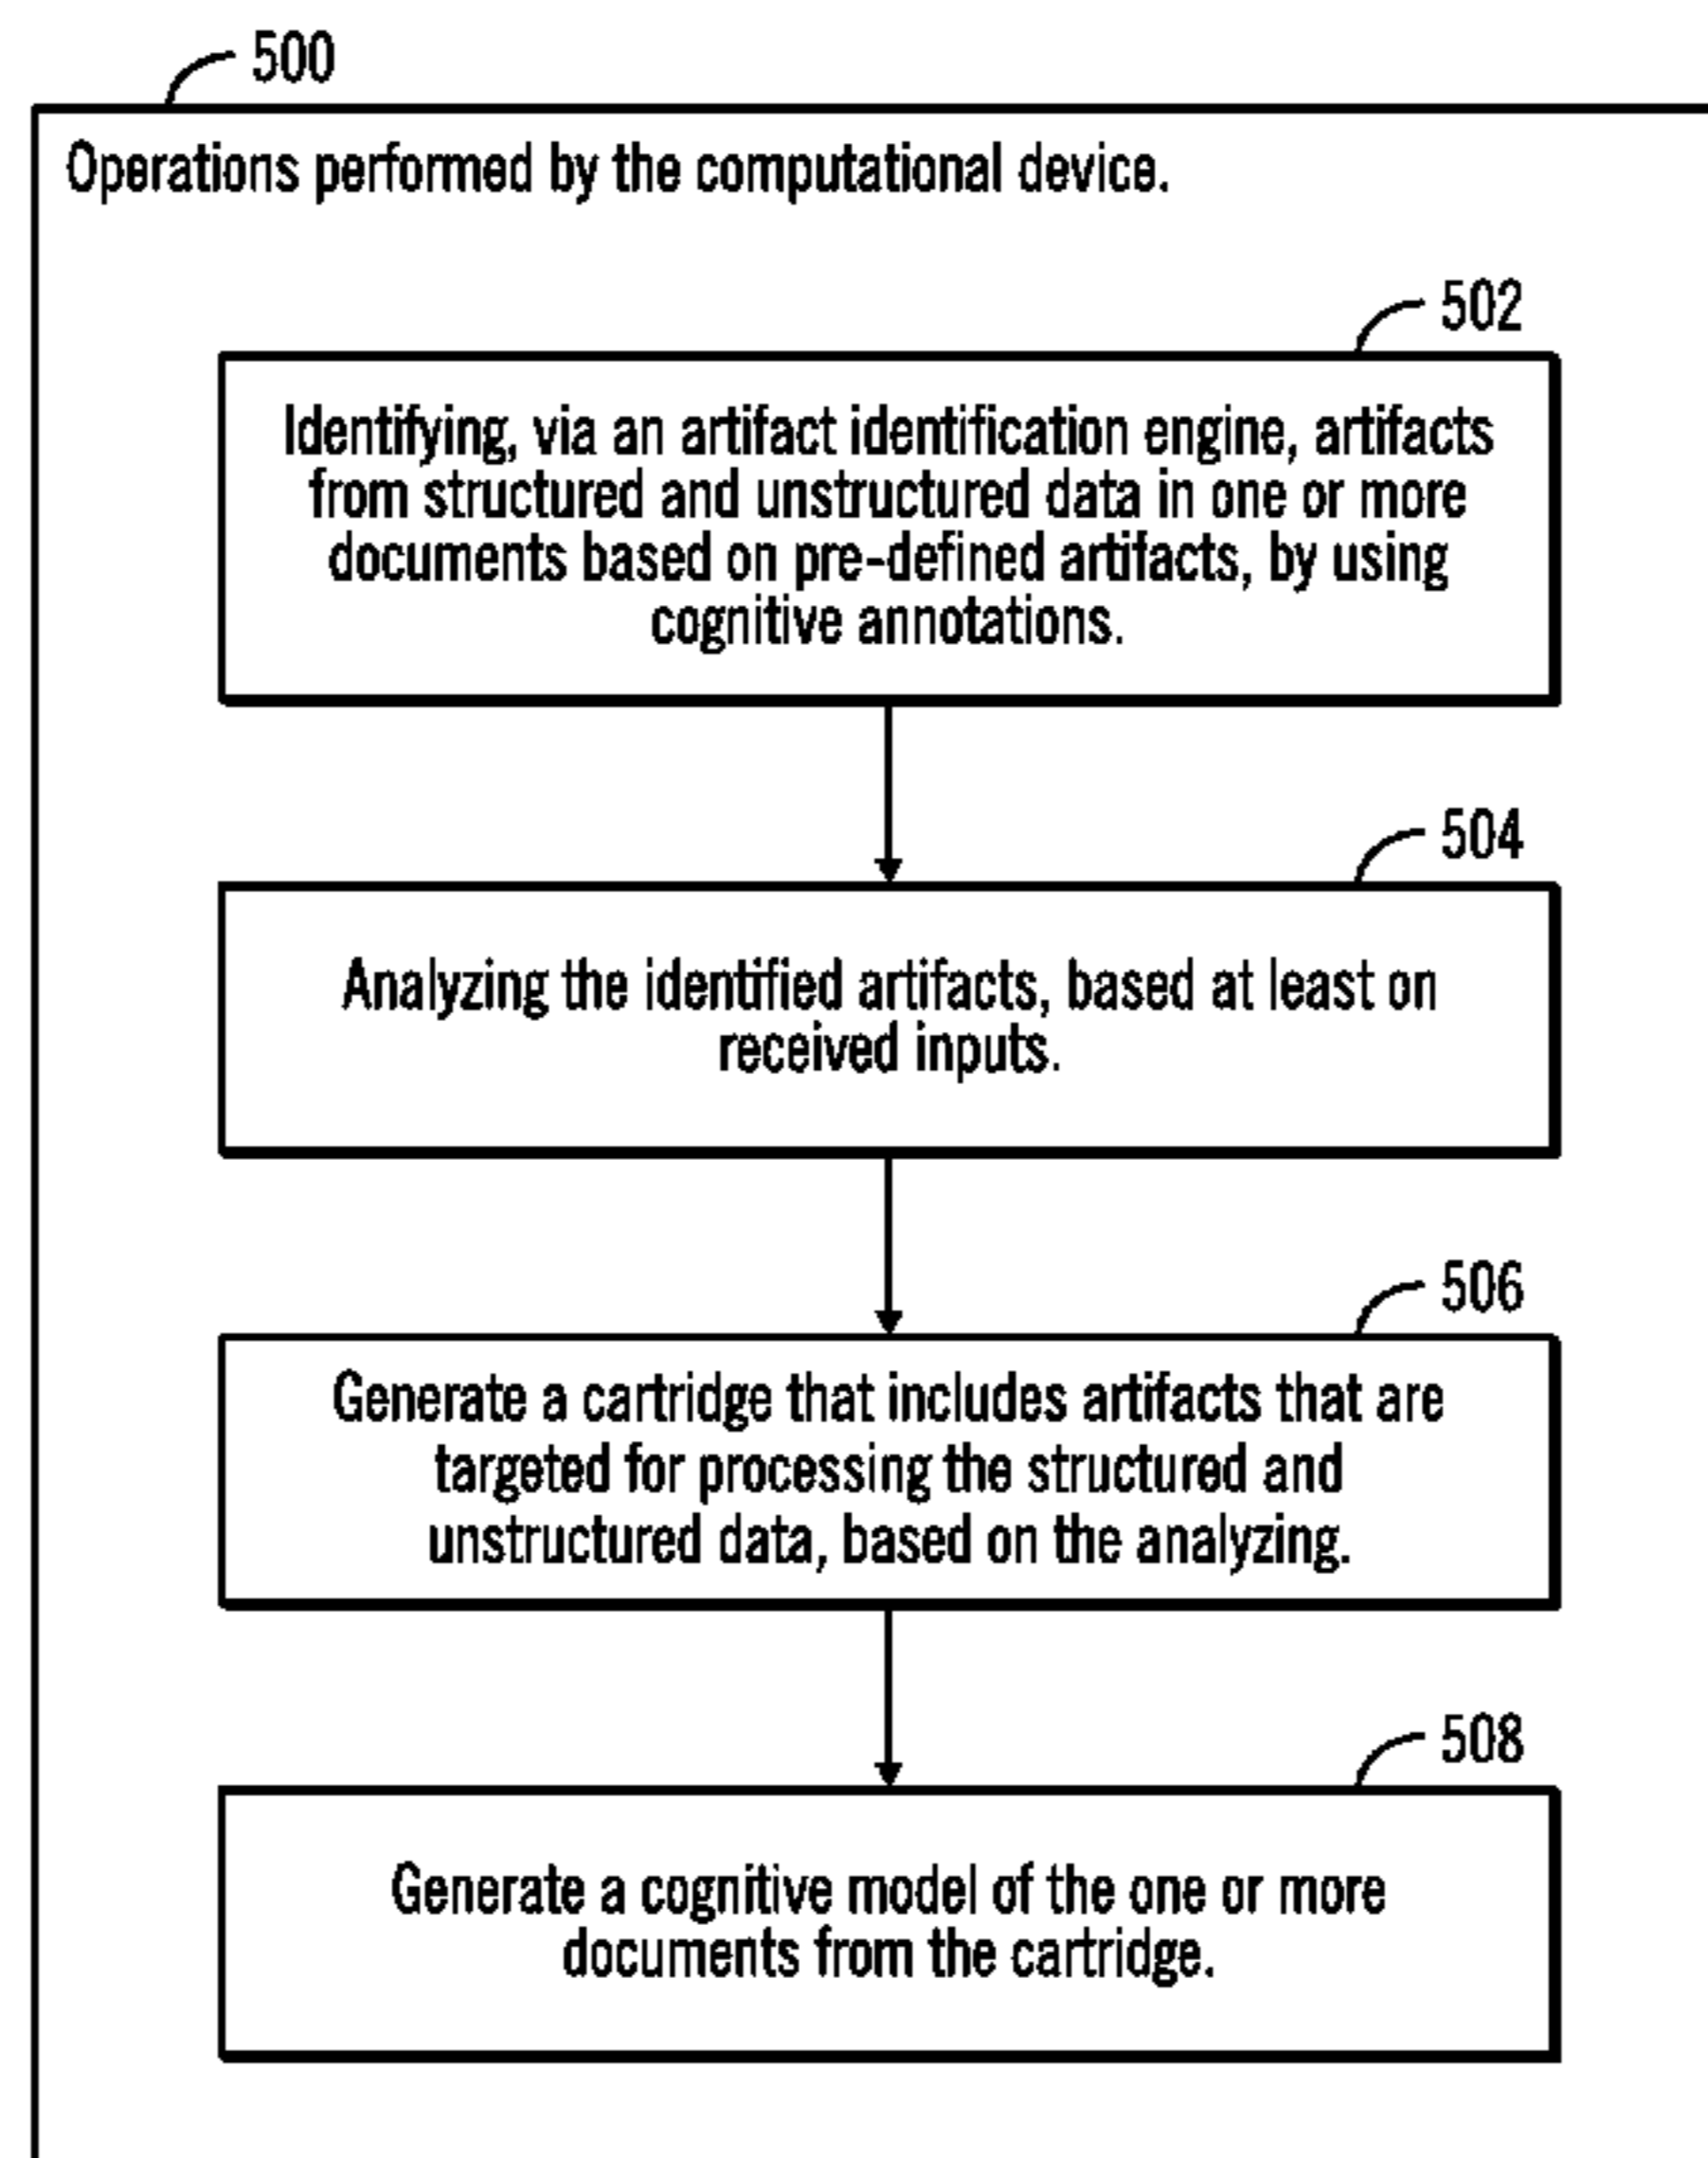 500
Operations performed by the computational device.
502
Identifying, via an artifact identification engine, artifacts
from structured and unstructured data in one or more
documents based on pre-defined artifacts, by using
cognitive annotations.
504
Analyzing the identified artifacts, based at least on
received inputs.
506
Generate a cartridge that includes artifacts that are
targeted for processing the structured and
unstructured data, based on the analyzing.
508
Generate a cognitive model of the one or more
documents from the cartridge.